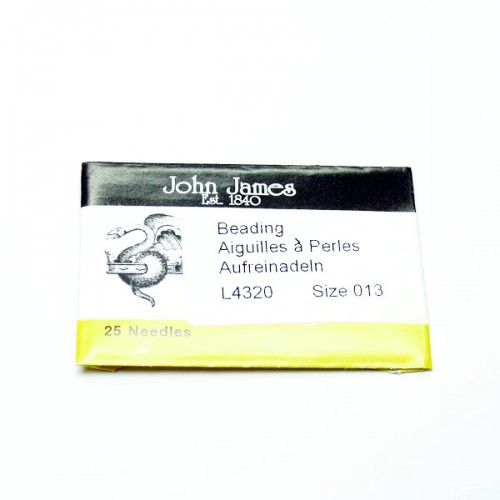 John James
Est. 1840
Beading
Aiguilles à Perles
Aufreinadeln
L4320 Size 013
25 Needles